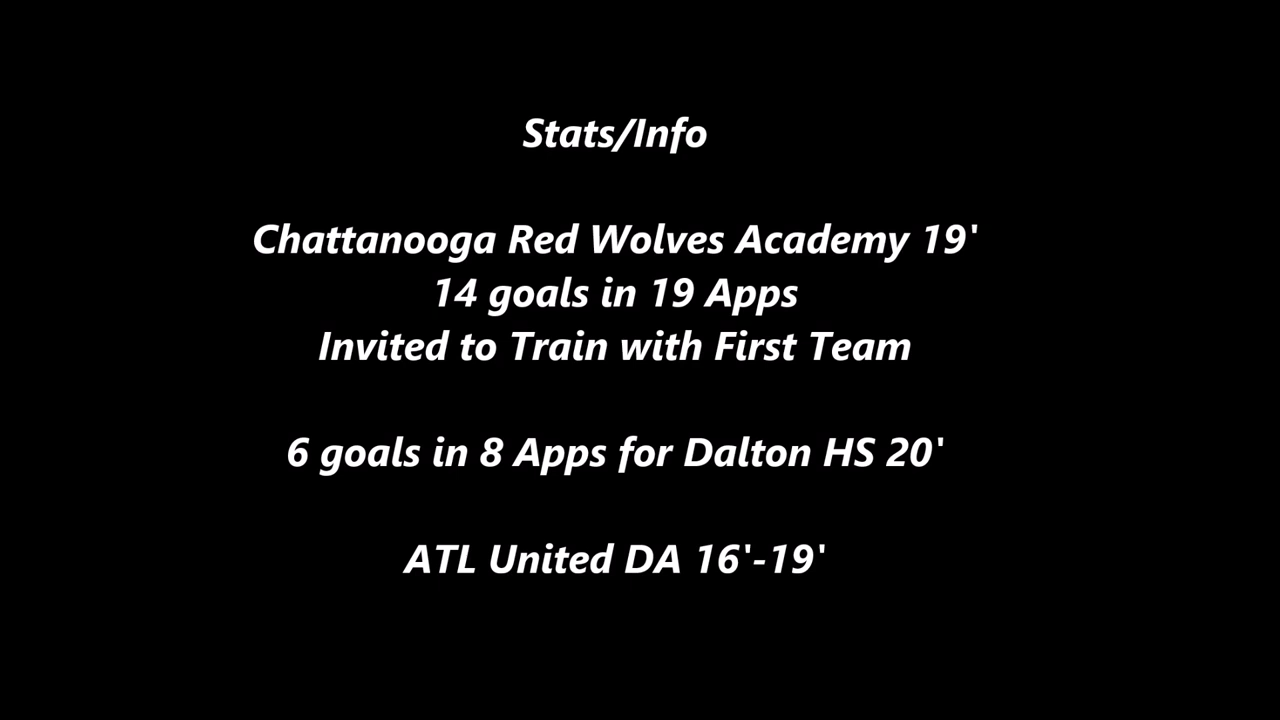 Stats/Info
Chattanooga Red Wolves Academy 19'
14 goals in 19 Apps
Invited to Train with First Team
6 goals in 8 Apps for Dalton HS 20'
ATL United DA 16'-19'